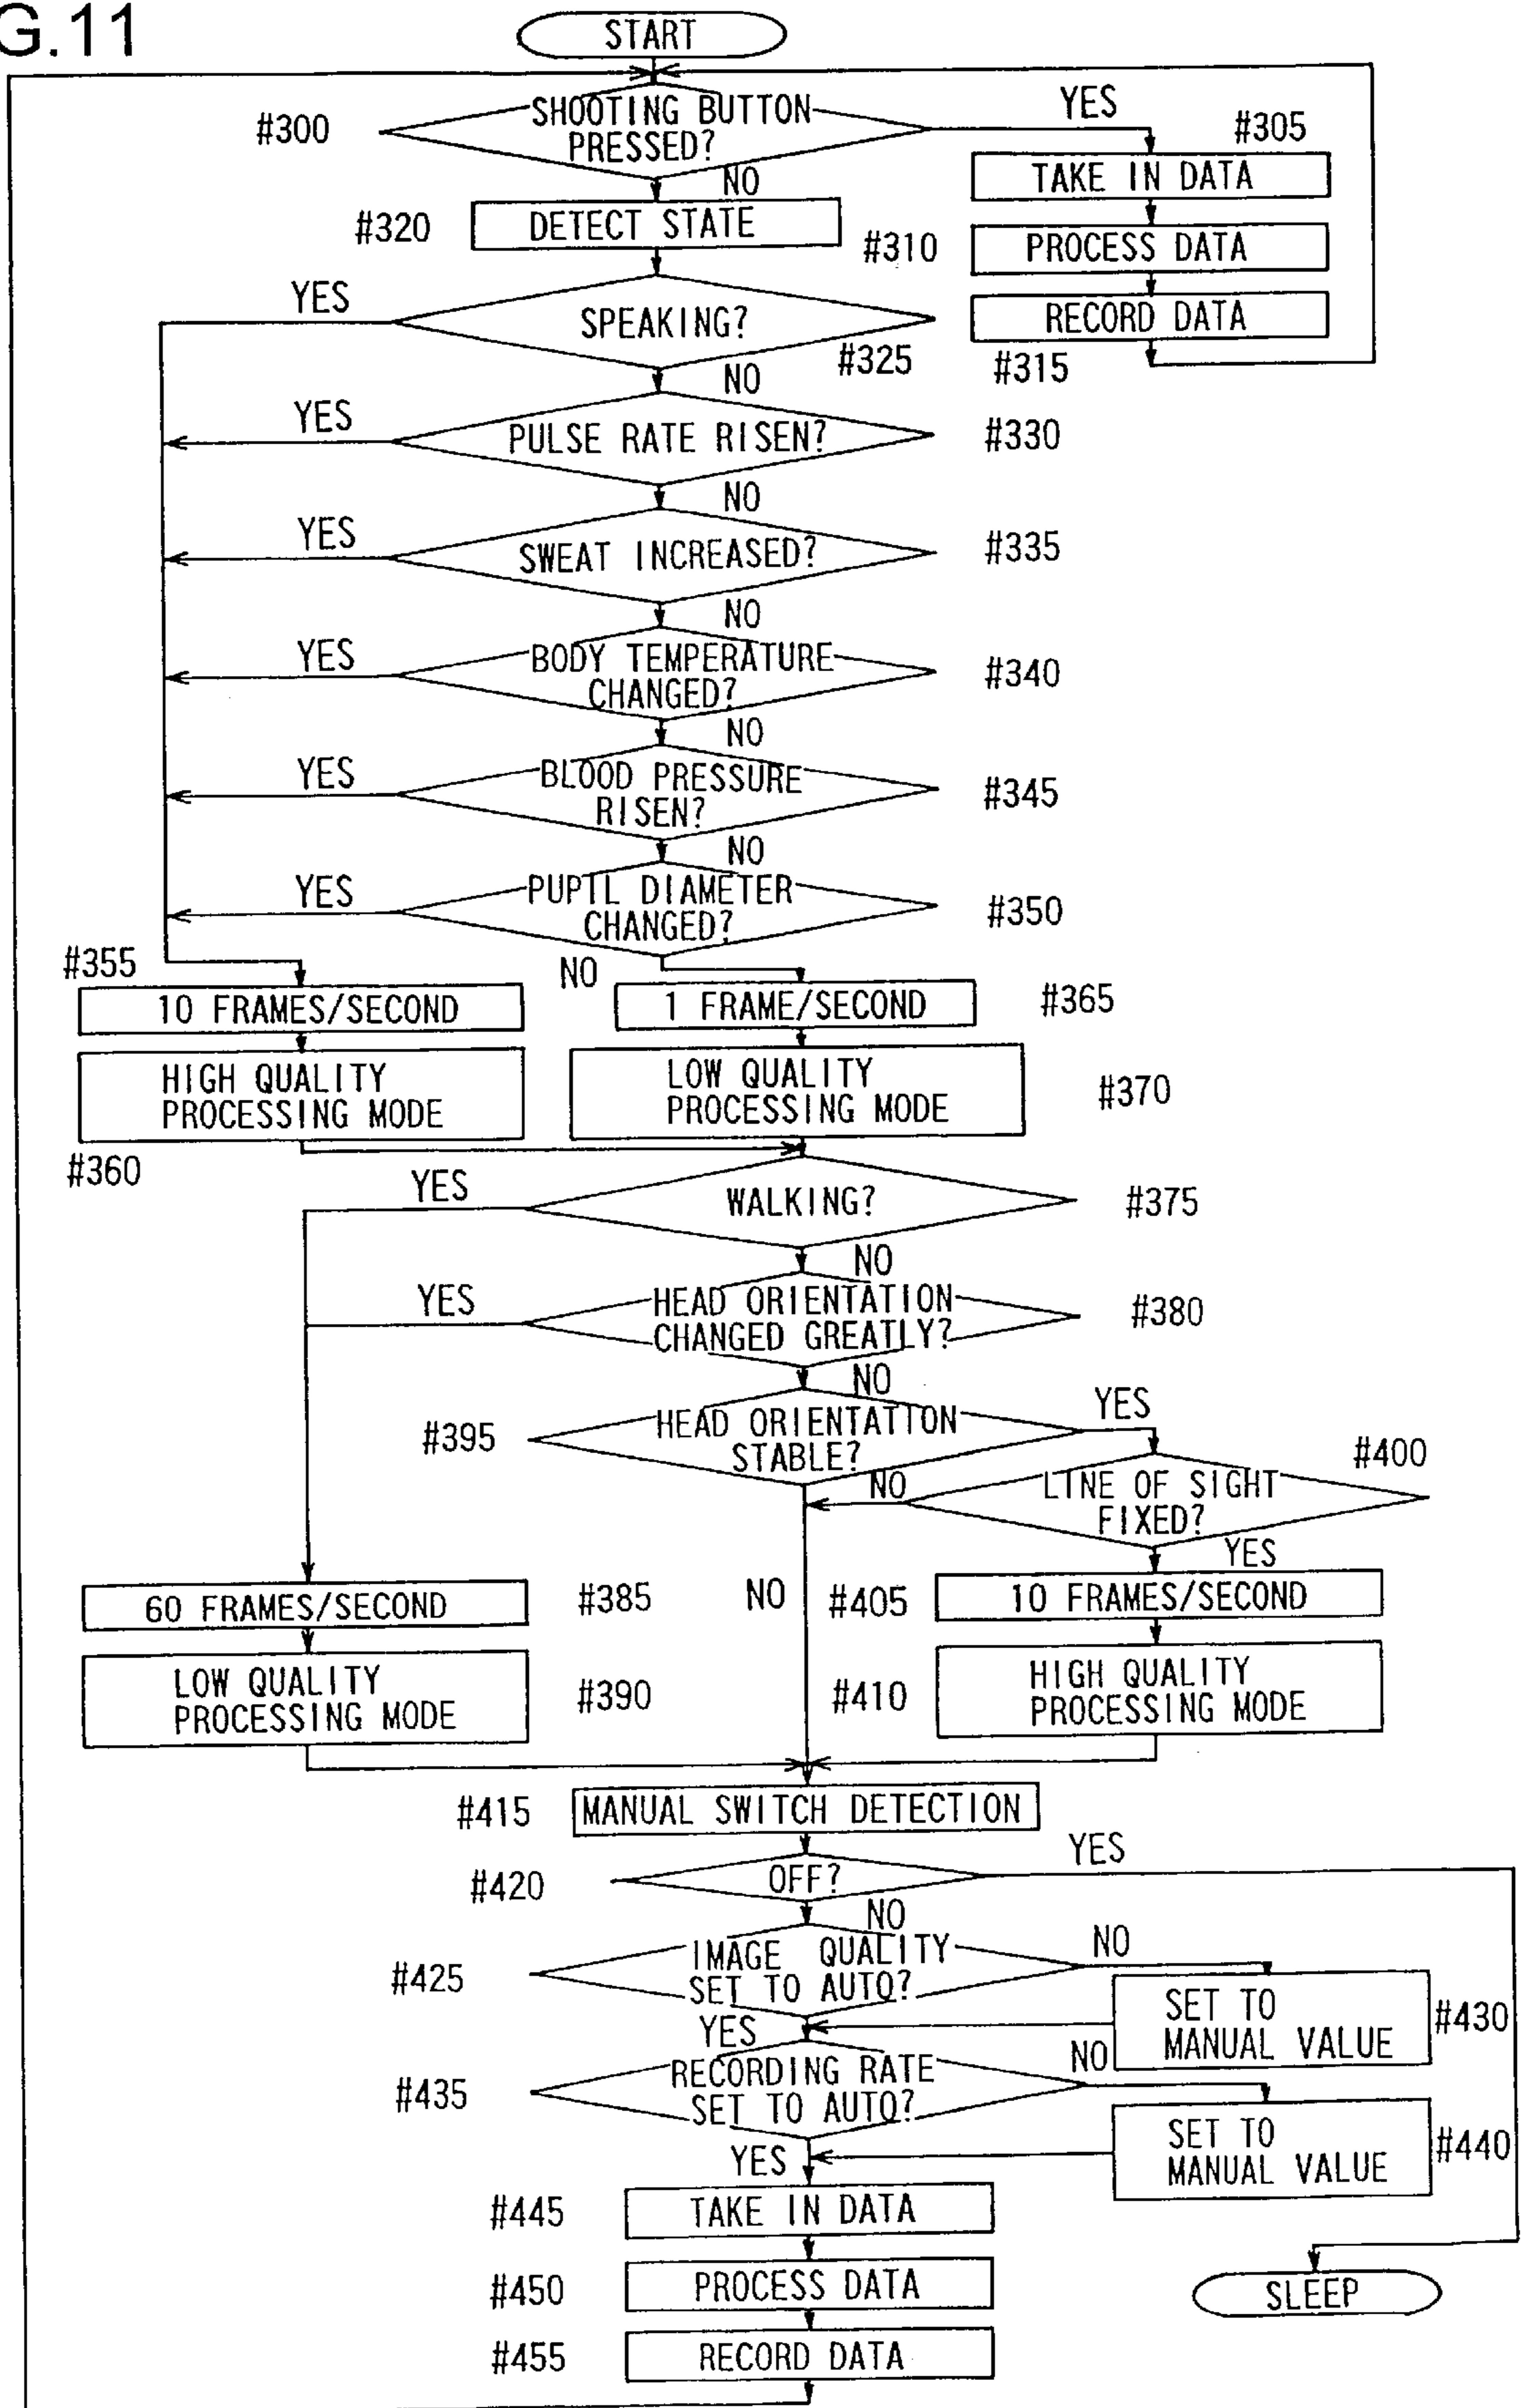 G.11
START
#300
SHOOTING BUTTON
PRESSED?
YES
#305
TAKE IN DATA
NO
#320
DETECT STATE
#310
PROCESS DATA
YES
SPEAKING?
RECORD DATA
#325
#315
NO
YES
PULSE RATE RISEN?
#330
NO
YES
SWEAT INCREASED?
#335
NO
YES
BODY TEMPERATURE
CHANGED?
#340
NO
YES
BLOOD PRESSURE
RISEN?
#345
NO
YES
PUPIL DIAMETER
CHANGED?
#350
#355
NO
10 FRAMES/SECOND
1 FRAME/SECOND
#365
HIGH QUALITY
PROCESSING MODE
LOW QUALITY
PROCESSING MODE
#370
#360
YES
WALKING?
#375
NO
YES
HEAD ORIENTATION
CHANGED GREATLY?
#380
NO
#395
HEAD ORIENTATION
STABLE?
YES
#400
NO
LINE OF SIGHT
FIXED?
YES
60 FRAMES/SECOND
#385
NO
#405
10 FRAMES/SECOND
LOW QUALITY
PROCESSING MODE
#390
#410
HIGH QUALITY
PROCESSING MODE
#415
MANUAL SWITCH DETECTION
#420
OFF?
YES
NO
#425
IMAGE QUALITY
SET TO AUTO?
NO
SET TO
MANUAL VALUE
#430
YES
#435
RECORDING RATE
SET TO AUTO?
NO
SET TO
MANUAL VALUE
#440
YES
#445
TAKE IN DATA
#450
PROCESS DATA
SLEEP
#455
RECORD DATA